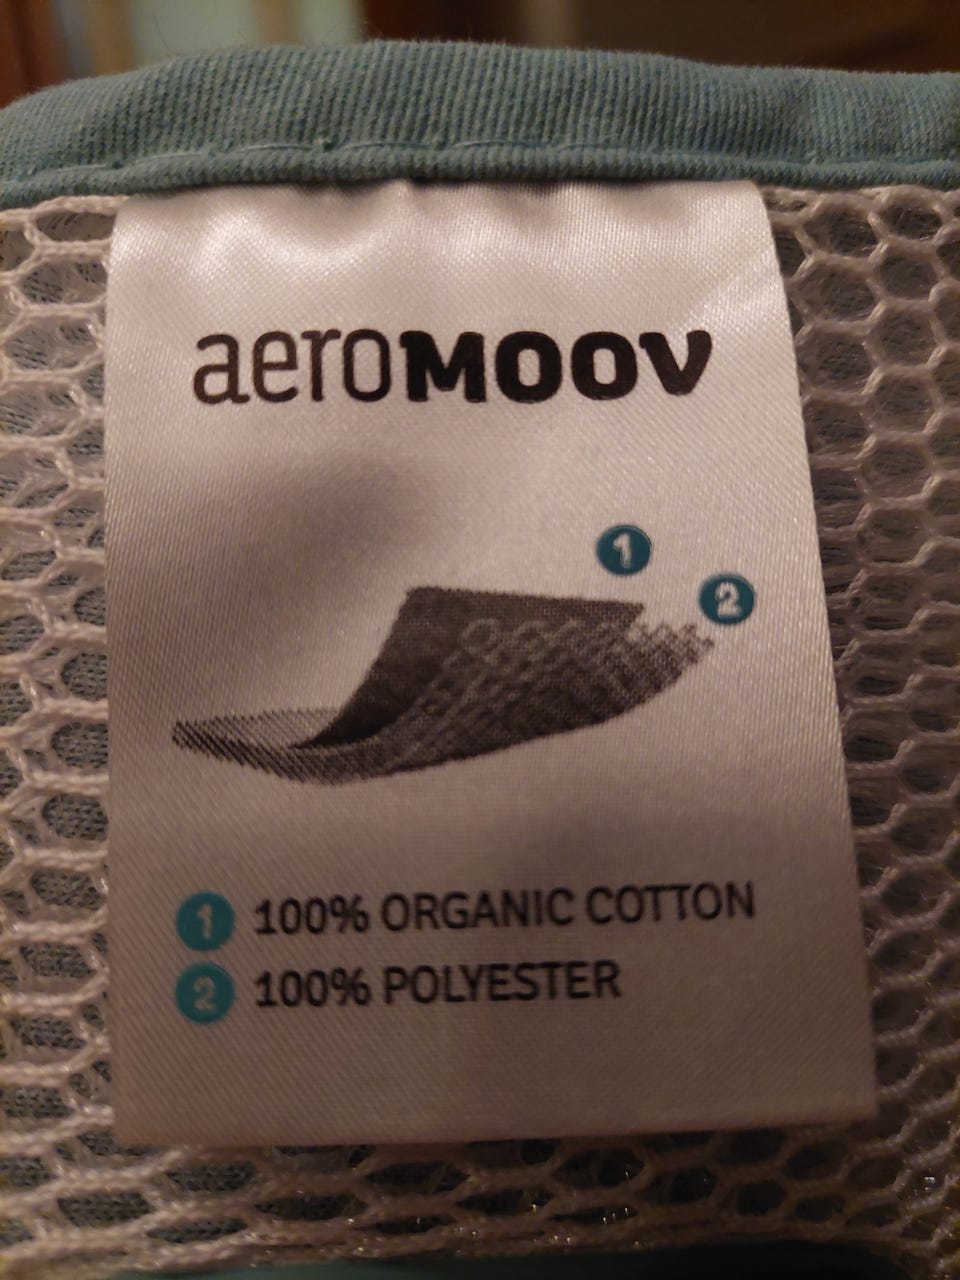 aeroMOOV
1
2
1 100% ORGANIC COTTON
2 100% POLYESTER